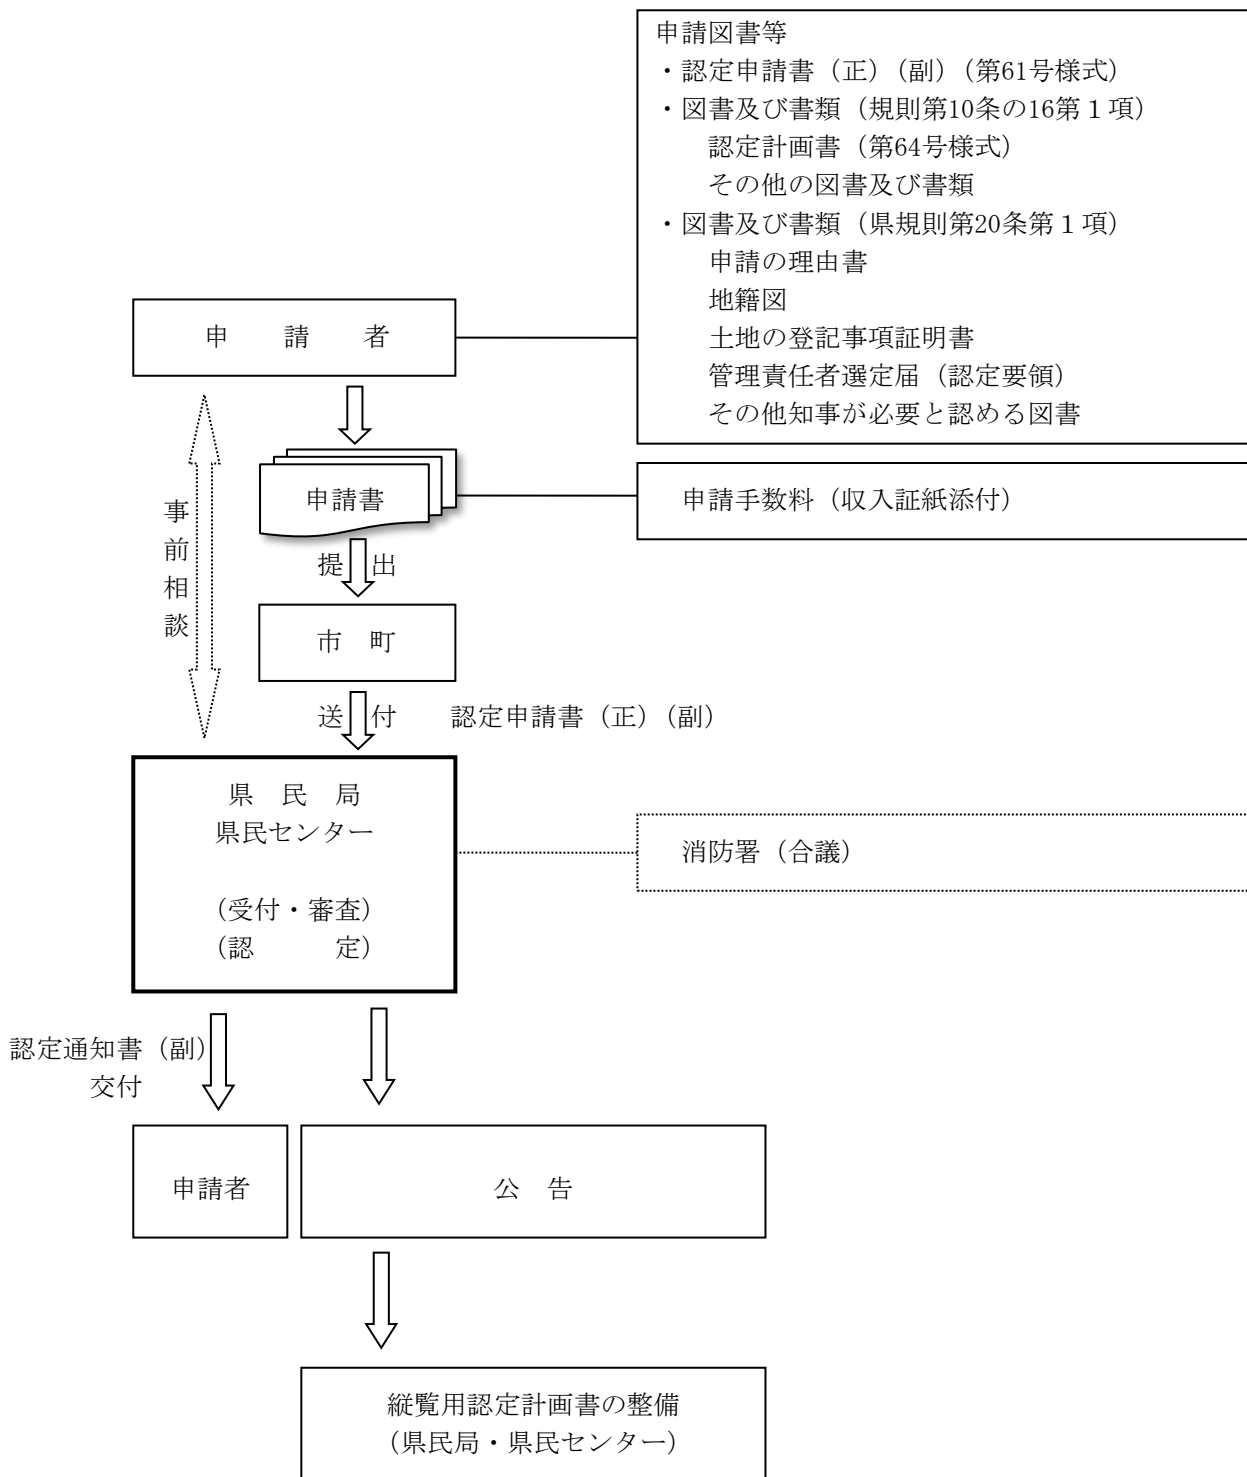 申請図書等
・認定申請書（正）（副）（第61号様式）
・図書及び書類（規則第10条の16第１項）
認定計画書（第64号様式）
その他の図書及び書類
・図書及び書類（県規則第20条第１項）
申請の理由書
地籍図
土地の登記事項証明書
管理責任者選定届（認定要領）
その他知事が必要と認める図書
申　請　者
申請書
申請手数料（収入証紙添付）
事前相談
提出
市　町
送付
認定申請書（正）（副）
県　民　局
県民センター
（受付・審査）
（認　　　定）
消防署（合議）
認定通知書（副）
交付
申請者
公　告
縦覧用認定計画書の整備
（県民局・県民センター）